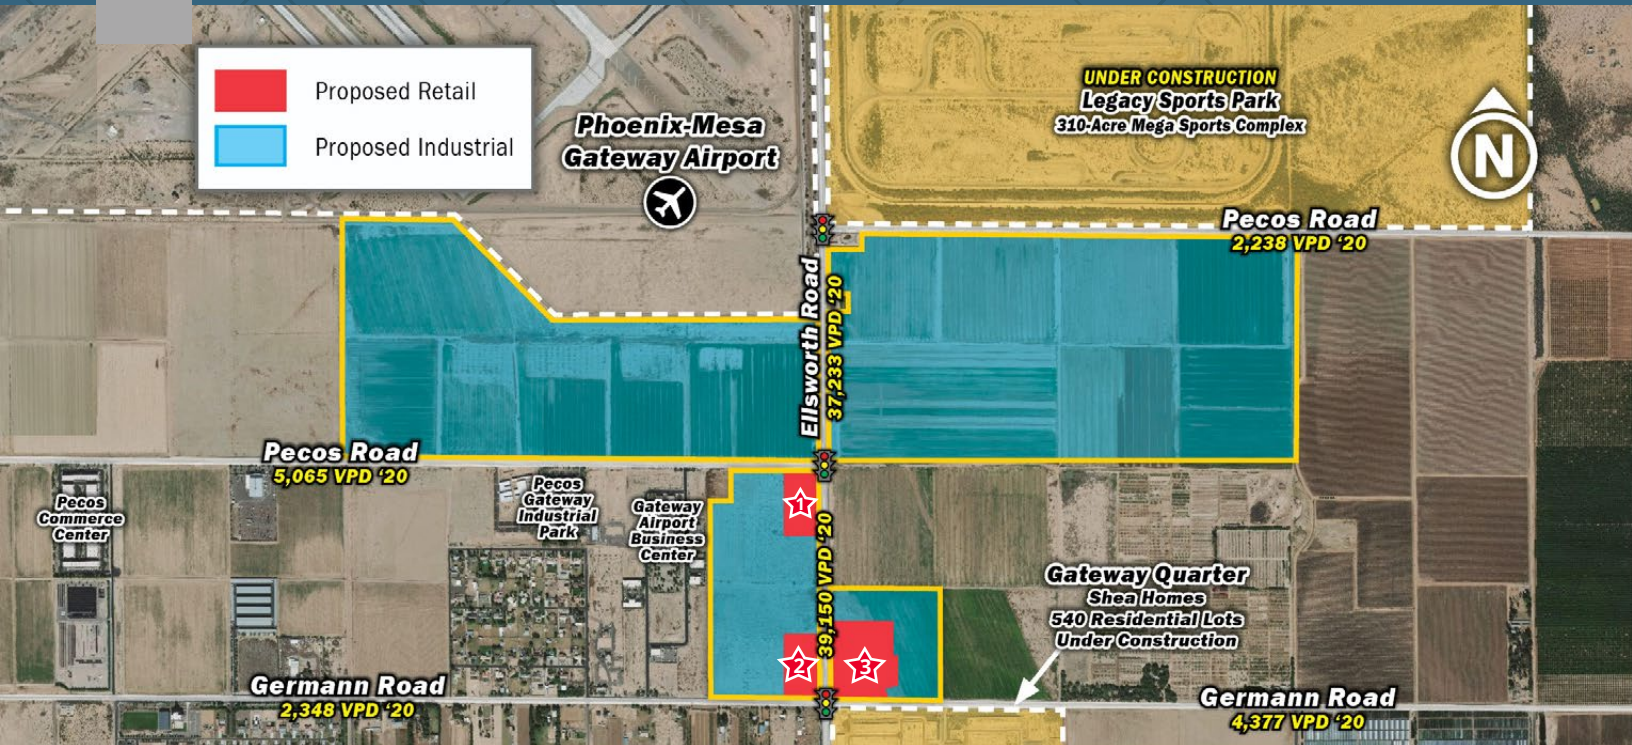 Proposed Retail
Proposed Industrial
Phoenix-Mesa
Gateway Airport
UNDER CONSTRUCTION
Legacy Sports Park
310-Acre Mega Sports Complex
N
Pecos Road
2,238 VPD ‘20
Ellsworth Road
37,233 VPD ‘20
Pecos Road
5,065 VPD ‘20
Pecos
Commerce
Center
Pecos
Gateway
Industrial
Park
Gateway
Airport
Business
Center
1
39,150 VPD ‘20
2
3
Gateway Quarter
Shea Homes
540 Residential Lots
Under Construction
Germann Road
2,348 VPD ‘20
Germann Road
4,377 VPD ‘20